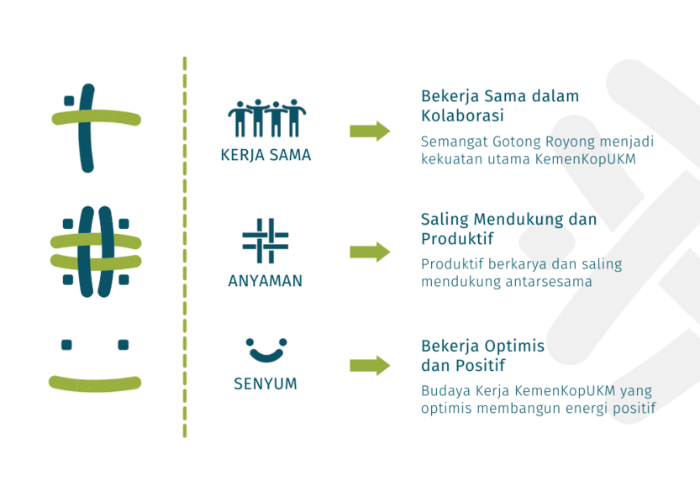 KERJA SAMA
Bekerja Sama dalam
Kolaborasi
Semangat Gotong Royong menjadi
kekuatan utama KemenKopUKM
ANYAMAN
Saling Mendukung dan
Produktif
Produktif berkarya dan saling
mendukung antarsesama
SENYUM
Bekerja Optimis
dan Positif
Budaya Kerja KemenKopUKM yang
optimis membangun energi positif